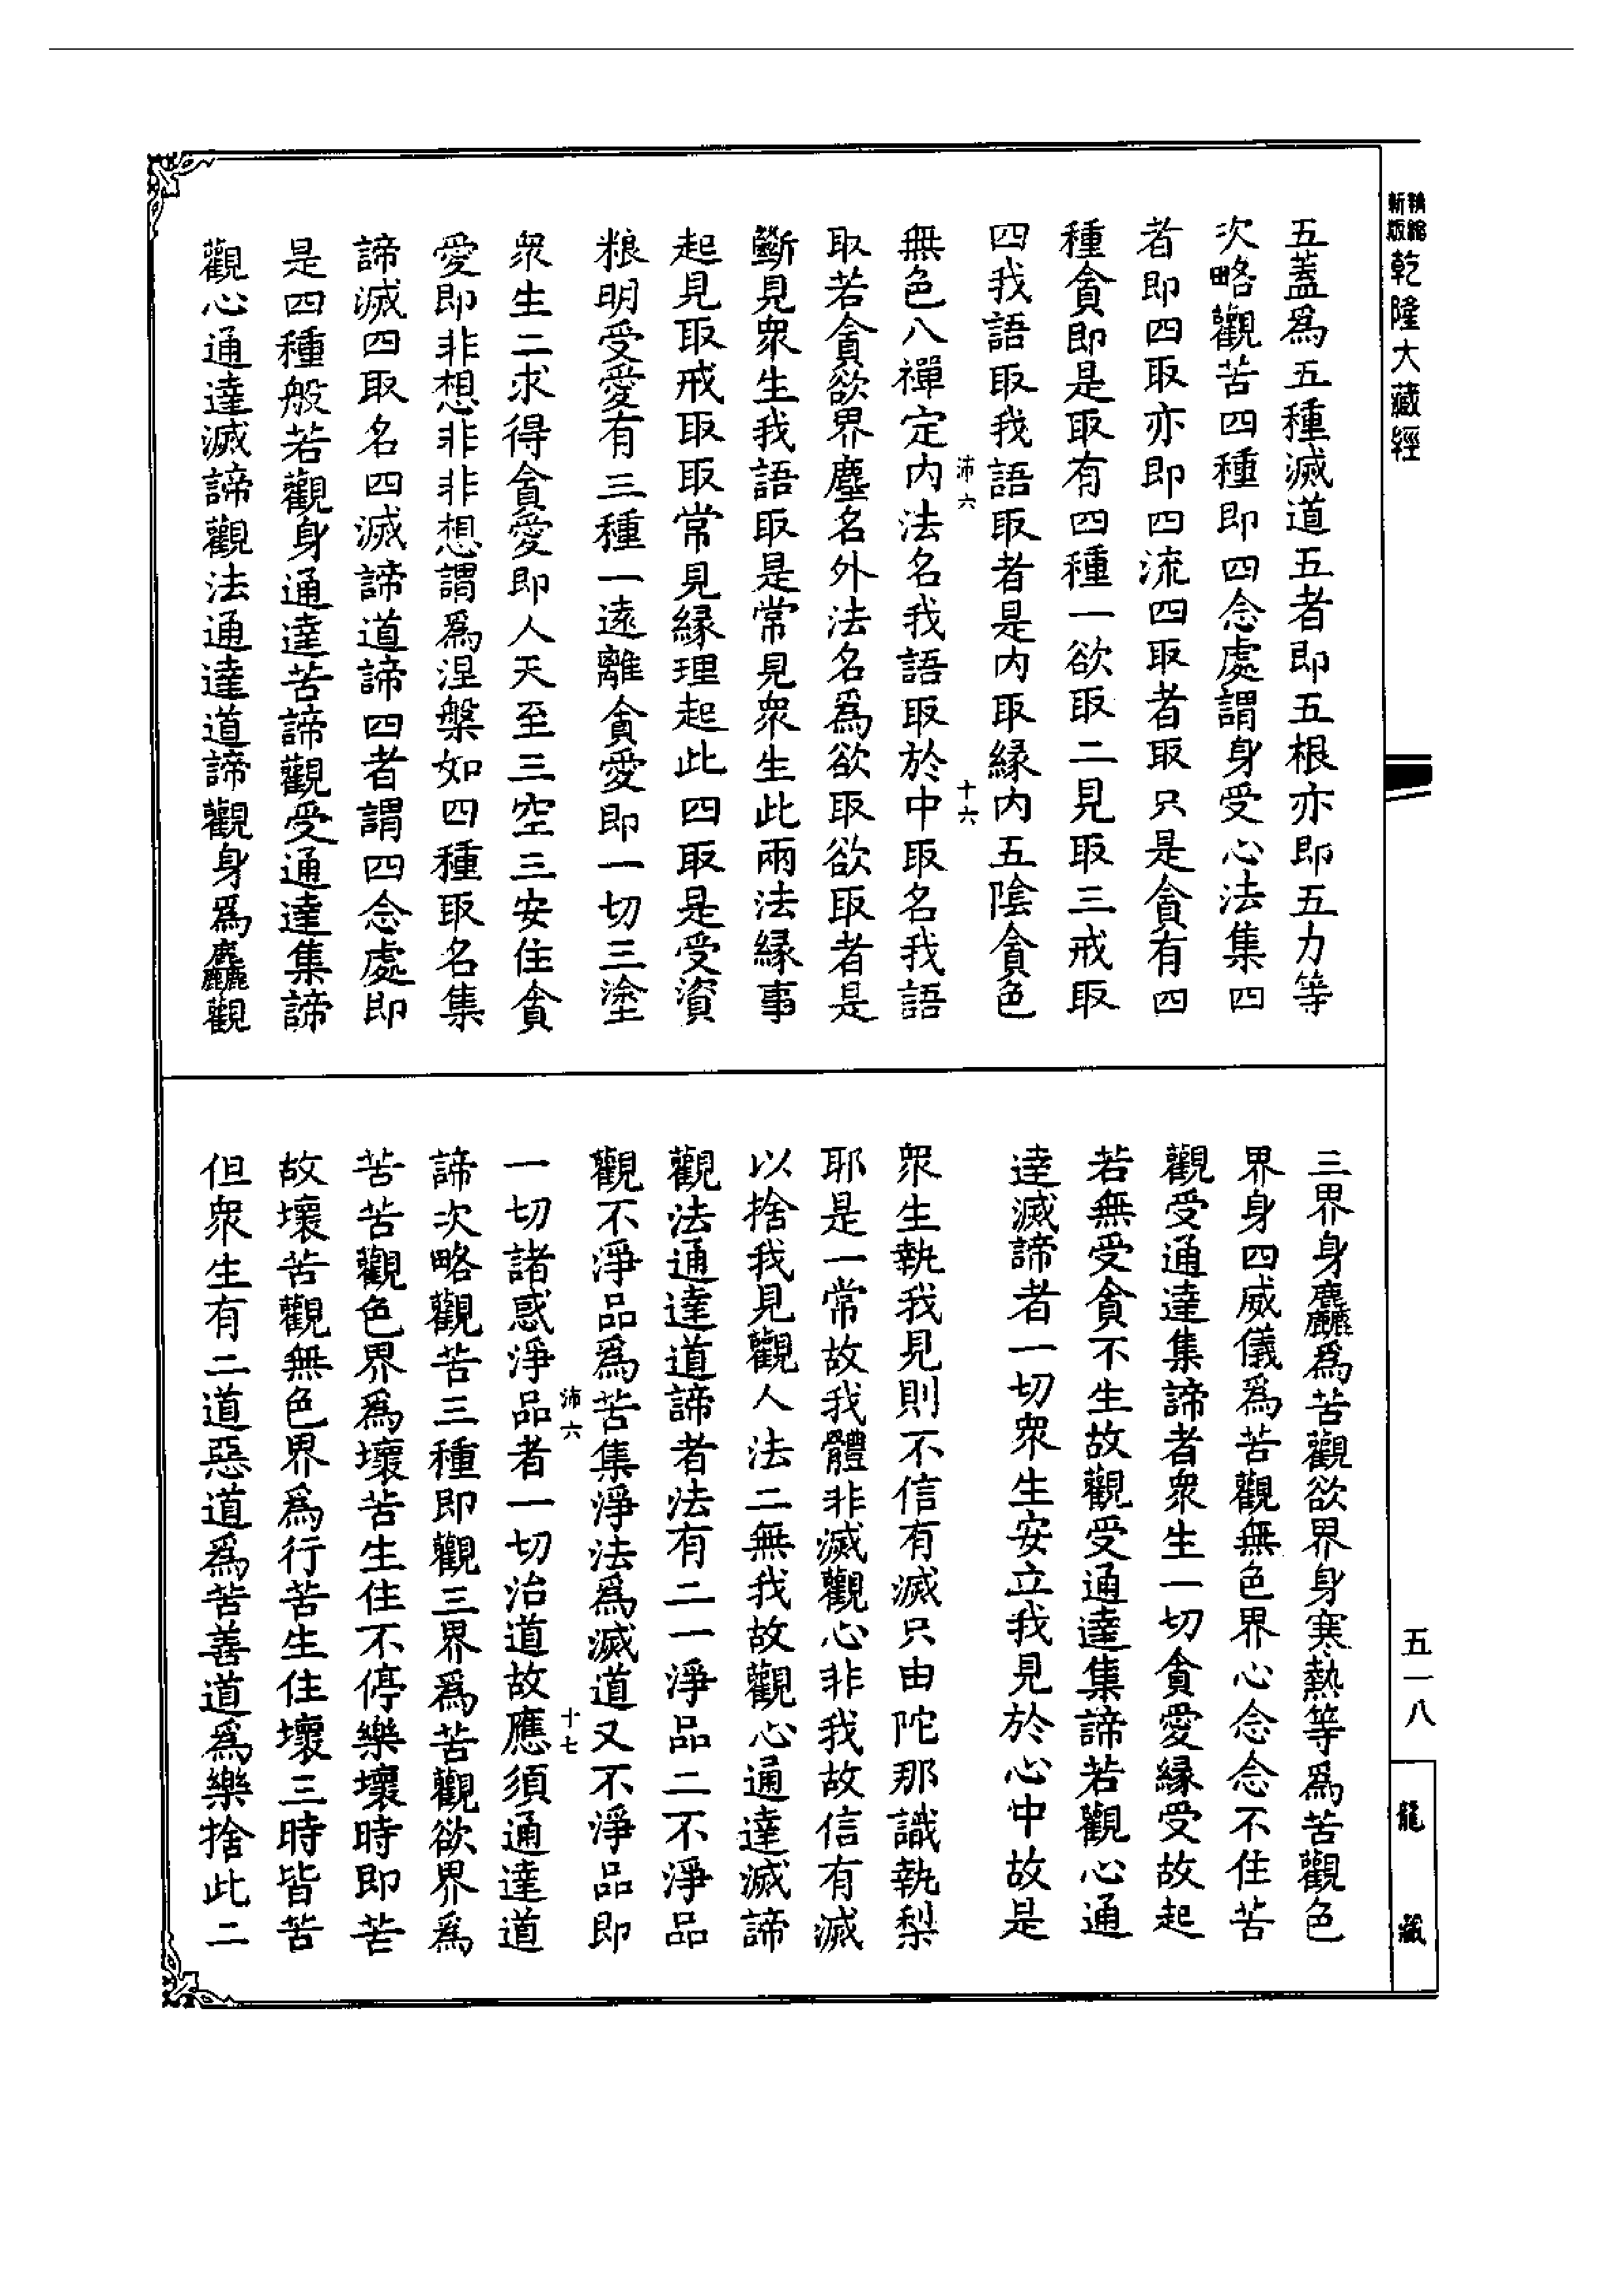 精縮新版乾隆大藏經
五蓋爲五種滅道五者即五根亦即五力等
次略觀苦四種即四念處謂身受心法集四
者即四取亦即四流四取者取只是貪有四
種貪即是取有四種一欲取二見取三戒取
四我語取我語取者是内取縁内五陰貪色
沛六
十六
無色八禪定内法名我語取於中取名我語
取若貪欲界塵名外法名爲欲取欲取者是
斷見衆生我語取是常見衆生此兩法縁事
起見取戒取取常見縁理起此四取是受資
粮明受愛有三種一遠離貪愛即一切三塗
衆生二求得貪愛即人天至三空三安住貪
愛即非想非非想謂爲涅槃如四種取名集
諦滅四取名四滅諦道諦四者謂四念處即
是四種般若觀身通達苦諦觀受通達集諦
觀心通達滅諦觀法通達道諦觀身爲麤觀
三界身麤爲苦觀欲界身寒熱等爲苦觀色
界身四威儀爲苦觀無色界心念念不住苦
觀受通達集諦者衆生一切貪愛縁受故起
若無受貪不生故觀受通達集諦若觀心通
達滅諦者一切衆生安立我見於心中故是
衆生執我見則不信有滅只由陀那識執梨
耶是一常故我體非滅觀心非我故信有滅
以捨我見觀人法二無我故觀心通達滅諦
觀法通達道諦者法有二一淨品二不淨品
觀不淨品爲苦集淨法爲滅道又不淨品即
沛六
十七
一切諸惑淨品者一切治道故應須通達道
諦次略觀苦三種即觀三界爲苦觀欲界爲
苦苦觀色界爲壞苦生住不停樂壞時即苦
故壞苦觀無色界爲行苦生住壞三時皆苦
但衆生有二道惡道爲苦善道爲樂捨此二
五一八
龍藏